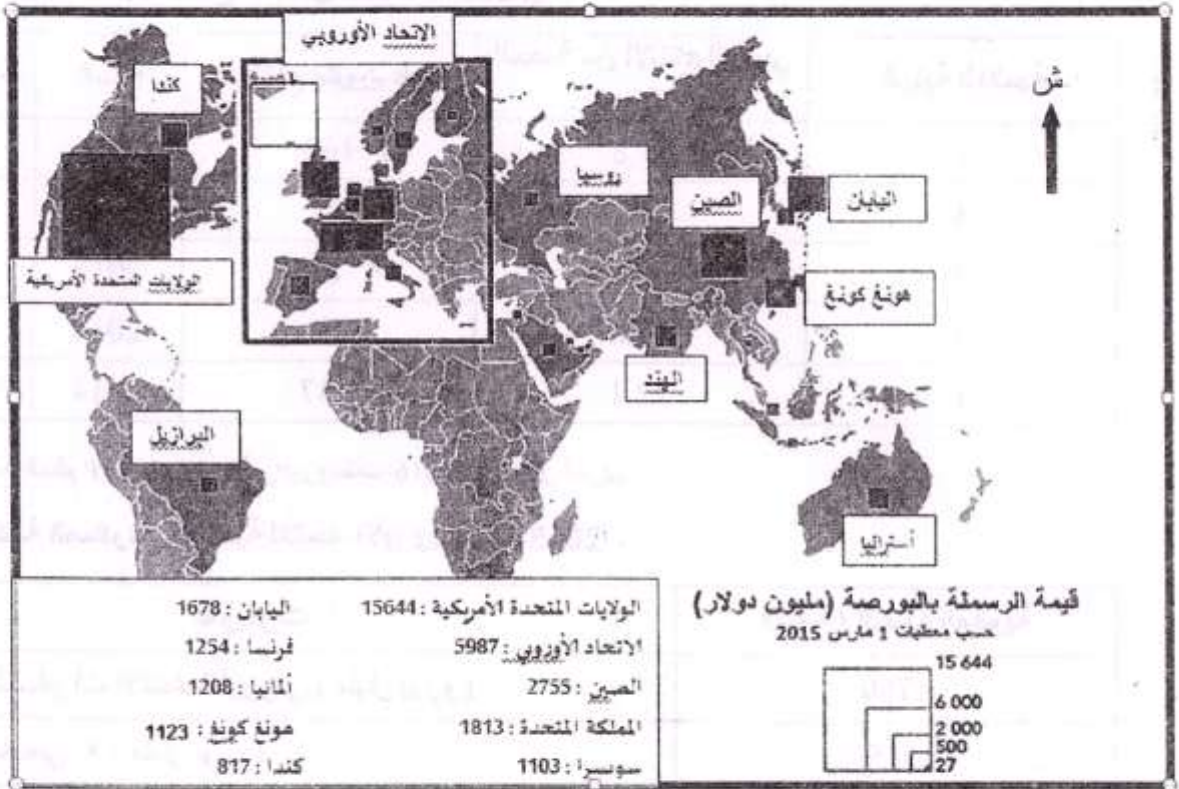 الاتحاد الأوروبي
كندا
ش
روسيا
الصين
اليابان
الولايات المتحدة الأمريكية
هونغ كونغ
الهند
البرازيل
أستراليا
قيمة الرسملة بالبورصة (مليون دولار)
حسب معطيات 1 مارس 2015
15 644
6 000
2 000
500
27
الولايات المتحدة الأمريكية : 15644
اليابان : 1678
الاتحاد الأوروبي : 5987
فرنسا : 1254
الصين : 2755
ألمانيا : 1208
المملكة المتحدة : 1813
هونغ كونغ : 1123
سويسرا : 1103
كندا : 817